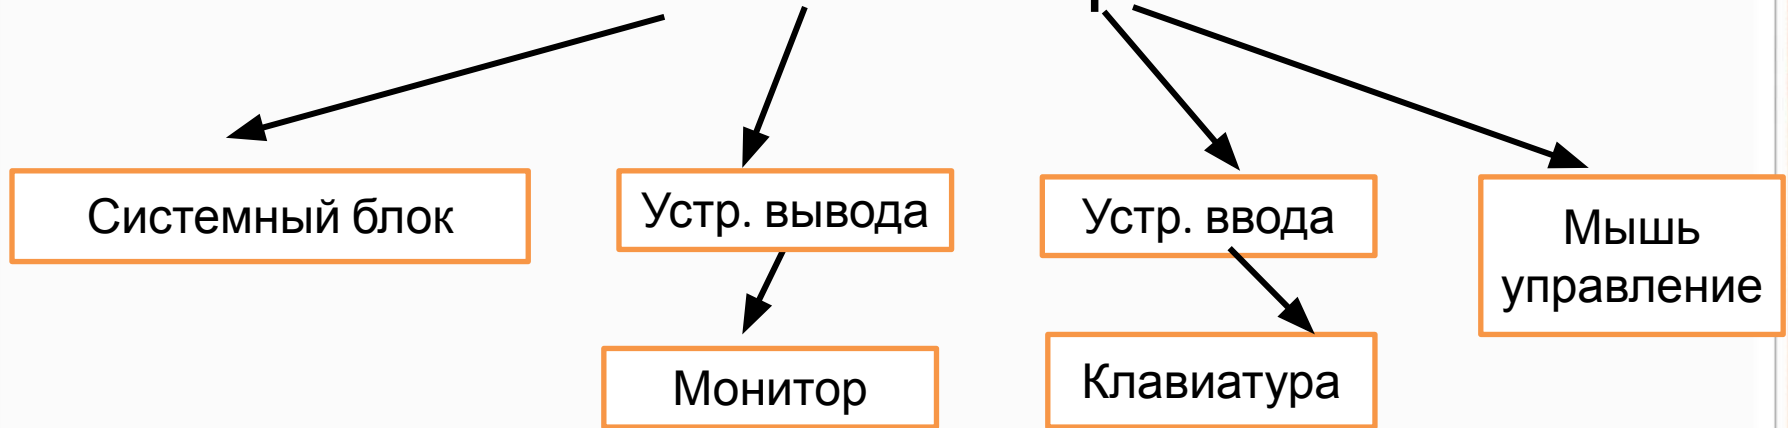 Системный блок
Устр. вывода
Устр. ввода
Мышь
управление
Монитор
Клавиатура